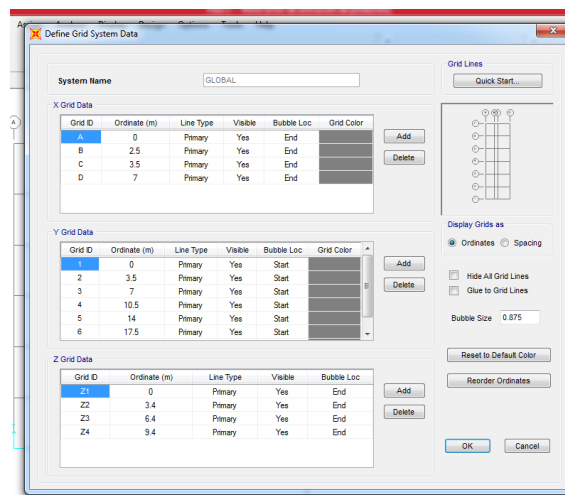 Define Grid System Data
System Name GLOBAL
Grid Lines
Quick Start...
X Grid Data
Grid ID Ordinate (m) Line Type Visible Bubble Loc Grid Color
A 0 Primary Yes End
B 2.5 Primary Yes End
C 3.5 Primary Yes End
D 7 Primary Yes End
Add
Delete
Y Grid Data
Grid ID Ordinate (m) Line Type Visible Bubble Loc Grid Color
1 0 Primary Yes Start
2 3.5 Primary Yes Start
3 7 Primary Yes Start
4 10.5 Primary Yes Start
5 14 Primary Yes Start
6 17.5 Primary Yes Start
Add
Delete
Display Grids as
Ordinates Spacing
Hide All Grid Lines
Glue to Grid Lines
Bubble Size 0.875
Z Grid Data
Grid ID Ordinate (m) Line Type Visible Bubble Loc
Z1 0 Primary Yes End
Z2 3.4 Primary Yes End
Z3 6.4 Primary Yes End
Z4 9.4 Primary Yes End
Add
Delete
Reset to Default Color
Reorder Ordinates
OK Cancel